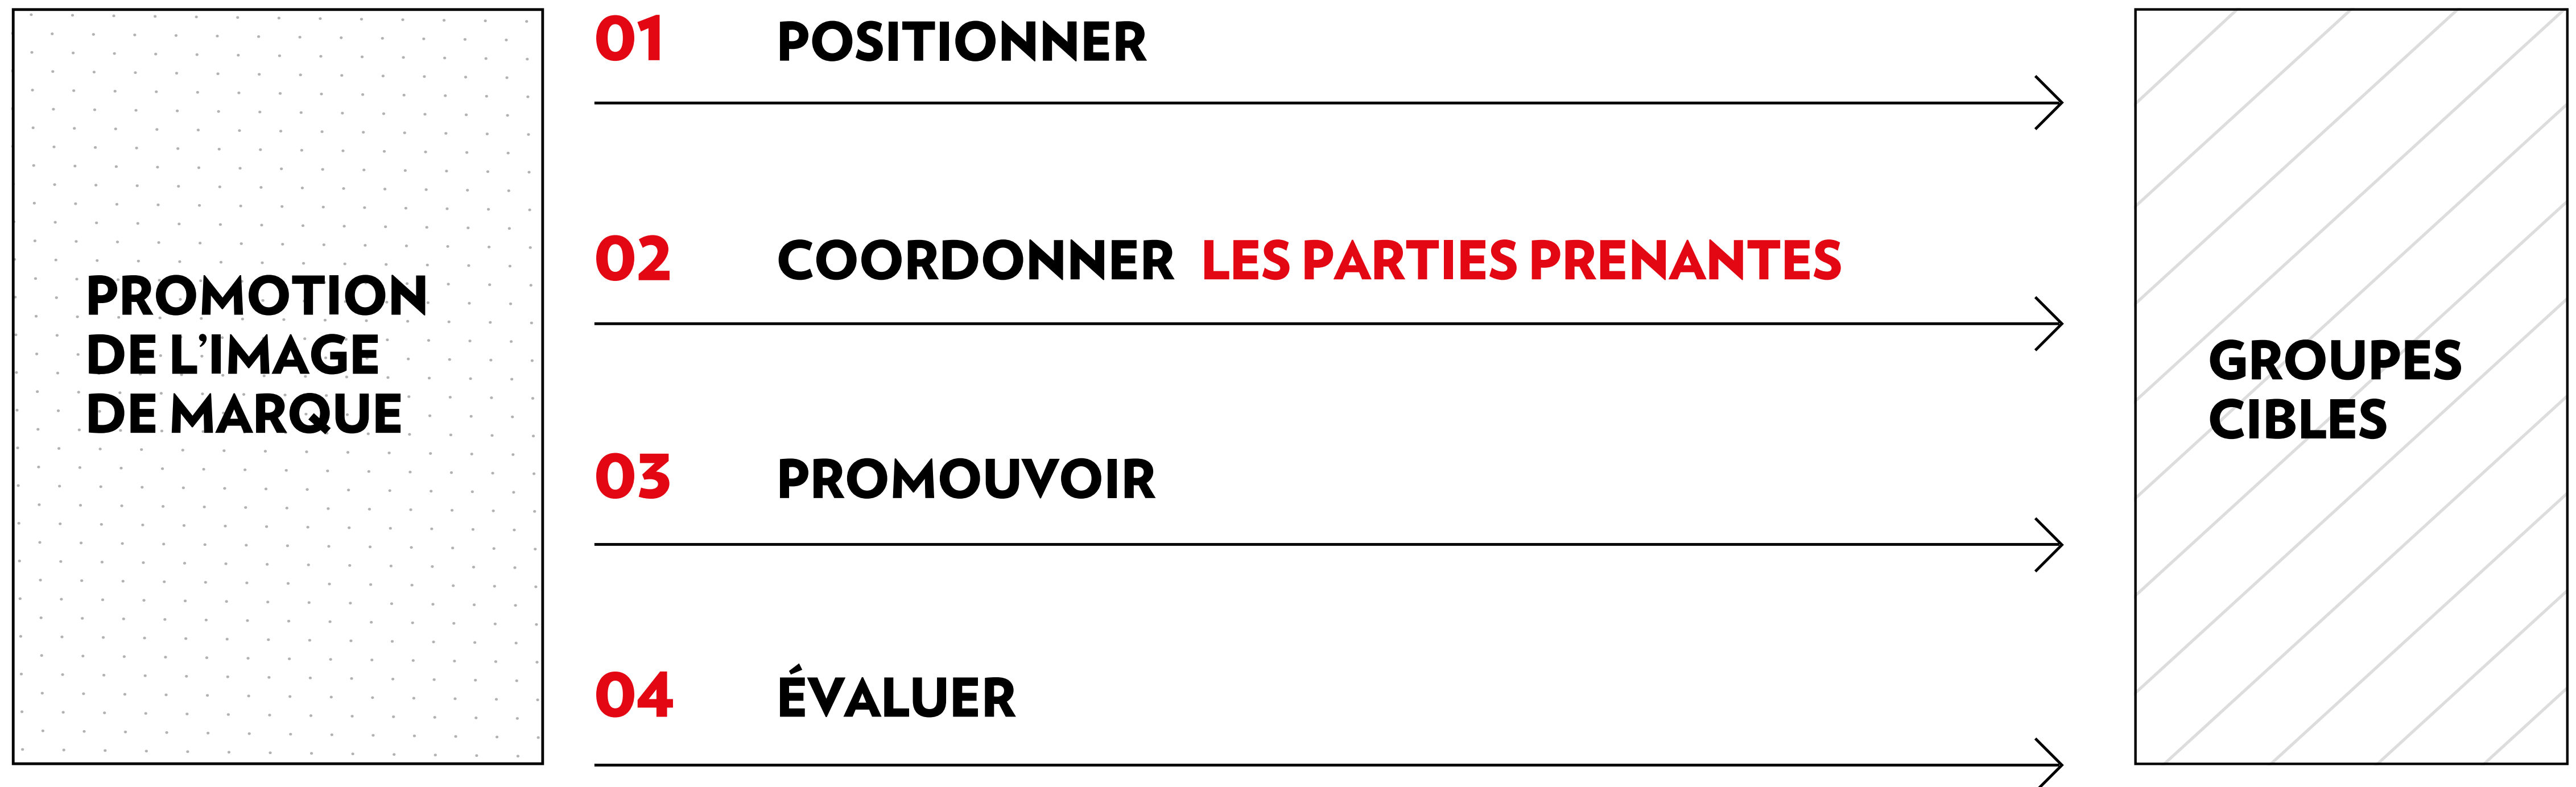 PROMOTION
DE L’IMAGE
DE MARQUE
01 POSITIONNER
02 COORDONNER LES PARTIES PRENANTES
03 PROMOUVOIR
04 ÉVALUER
GROUPES
CIBLES